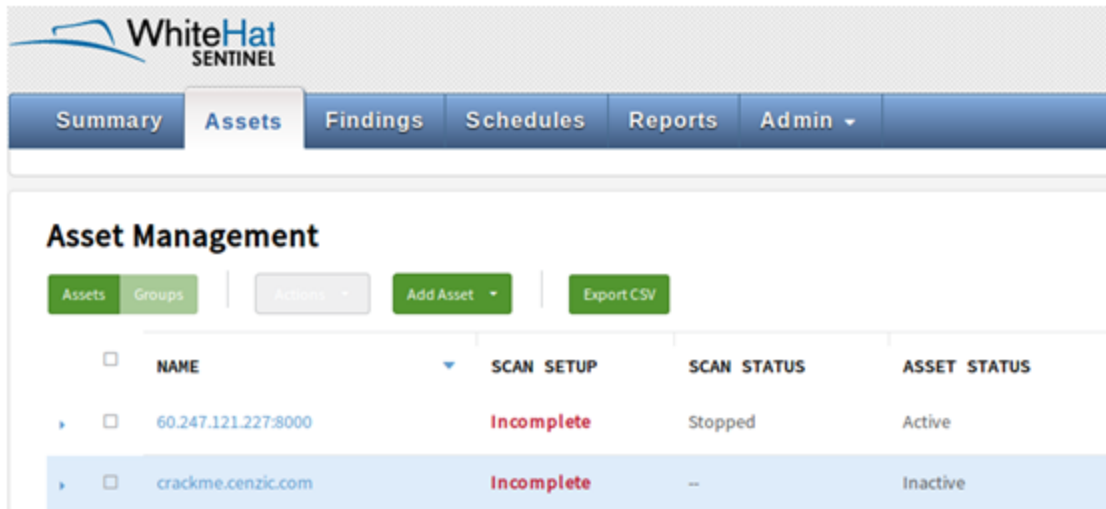 WhiteHat
SENTINEL
Summary Assets Findings Schedules Reports Admin
Asset Management
Assets Groups Actions Add Asset Export CSV
NAME SCAN SETUP SCAN STATUS ASSET STATUS
60.247.121.227:8000 Incomplete Stopped Active
crackme.cenzic.com Incomplete -- Inactive